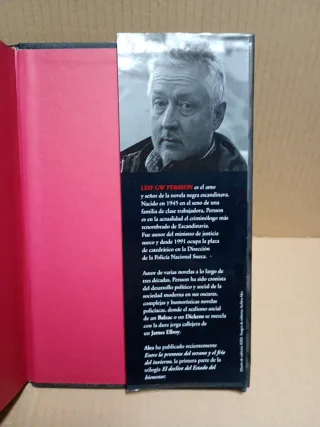 LEIF GW PERSSON es el amo
y señor de la novela negra escandinava.
Nacido en 1945 en el seno de una
familia de clase trabajadora, Persson
es en la actualidad el criminólogo más
renombrado de Escandinavia.
Fue asesor del ministro de justicia
sueco y desde 1991 ocupa la plaza
de catedrático en la Dirección
de la Policía Nacional Sueca.
Autor de varias novelas a lo largo de
tres décadas, Persson ha sido cronista
del desarrollo político y social de la
sociedad moderna en sus oscuras,
complejas y humorísticas novelas
policiacas, donde el realismo social
de un Balzac o un Dickens se mezcla
con la dura jerga callejera de
un James Ellroy.
Alea ha publicado recientemente
Entre la promesa del verano y el frío
del invierno, la primera parte de la
trilogía El declive del Estado del
bienestar.